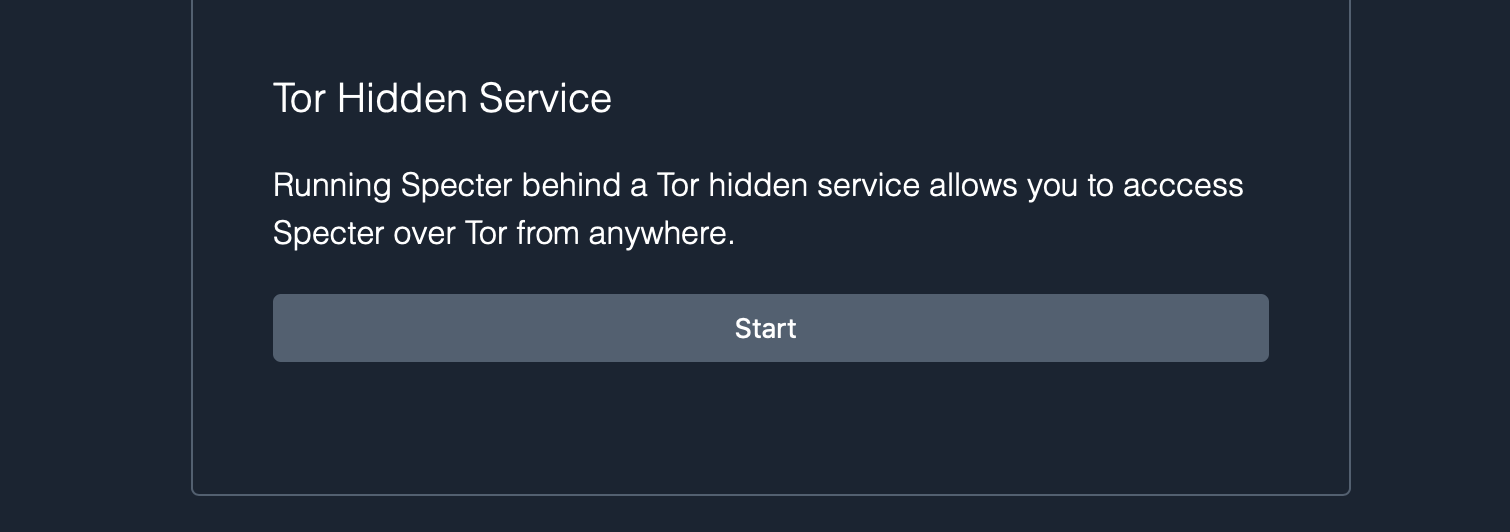 Tor Hidden Service
Running Specter behind a Tor hidden service allows you to acccess
Specter over Tor from anywhere.
Start